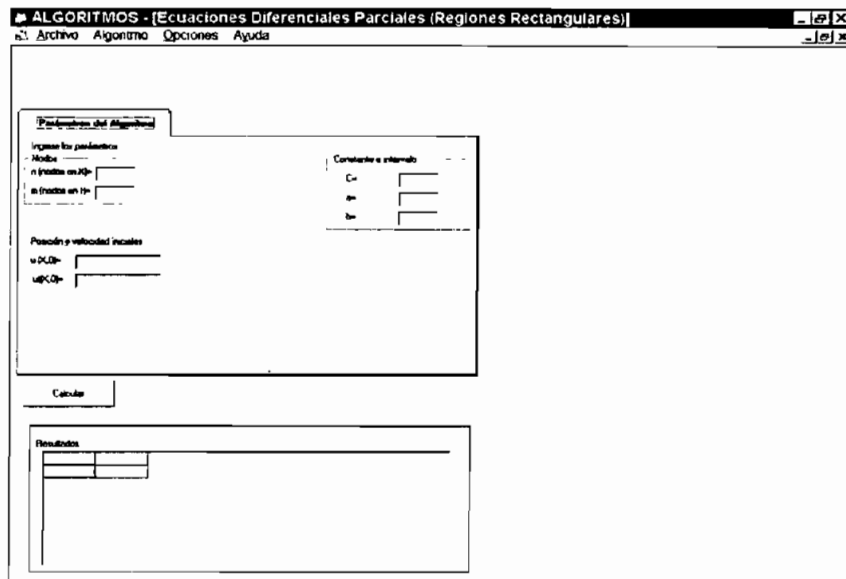 ALGORITMOS - [Ecuaciones Diferenciales Parciales (Regiones Rectangulares)]
Archivo Algoritmo Opciones Ayuda
Parámetros del Algoritmo
Ingrese los parámetros
Nodos
n (nodos en X)=
m (nodos en Y)=
Constante e intervalo
C=
a=
b=
Posición y velocidad iniciales
u (X,0)=
ut(X,0)=
Calcular
Resultados